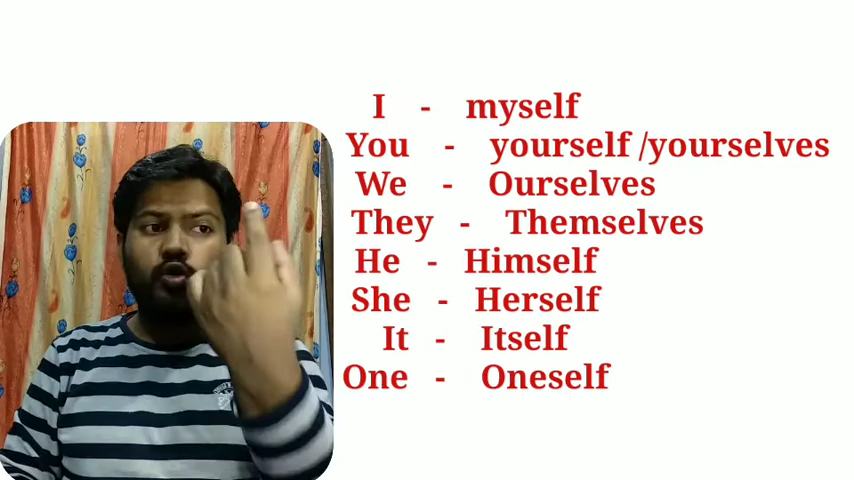 I - myself
You - yourself /yourselves
We - Ourselves
They - Themselves
He - Himself
She - Herself
It - Itself
One - Oneself